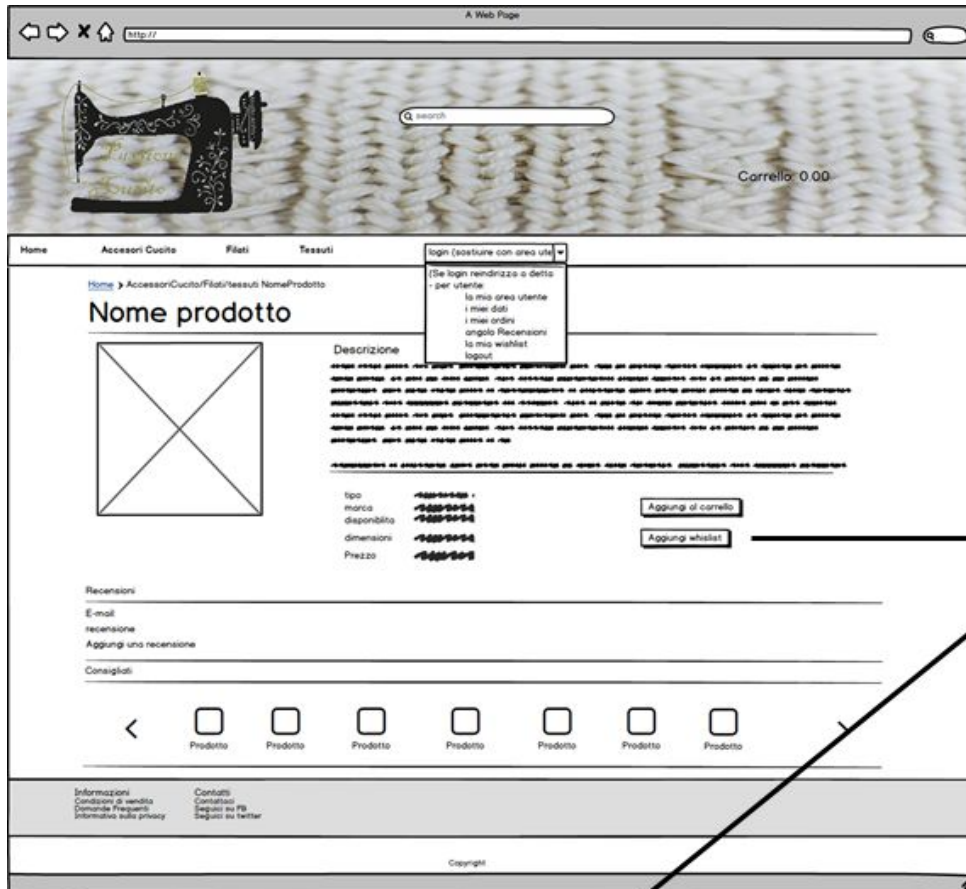 A Web Page
http://
search
Carrello: 0.00
Home Accesori Cucito Filati Tessuti login (sostiuire con area ute
(Se login reindirizzo a detta
- per utente:
la mia area utente
i miei dati
i miei ordini
angolo Recensioni
la mia wishlist
logout
Home > AccessoriCucito/Filati/tessuti NomeProdotto
Nome prodotto
Descrizione
tipo
marca
disponiblita
dimensioni
Prezzo
Aggiungi al carrello
Aggiungi whislist
Recensioni
E-mail
recensione
Aggiungi una recensione
Consigliati
Prodotto Prodotto Prodotto Prodotto Prodotto Prodotto Prodotto
Informazioni
Condizioni di vendita
Domande Frequenti
Informativa sulla privacy
Contatti
Contattaci
Seguici su FB
Seguici su twitter
Copyright